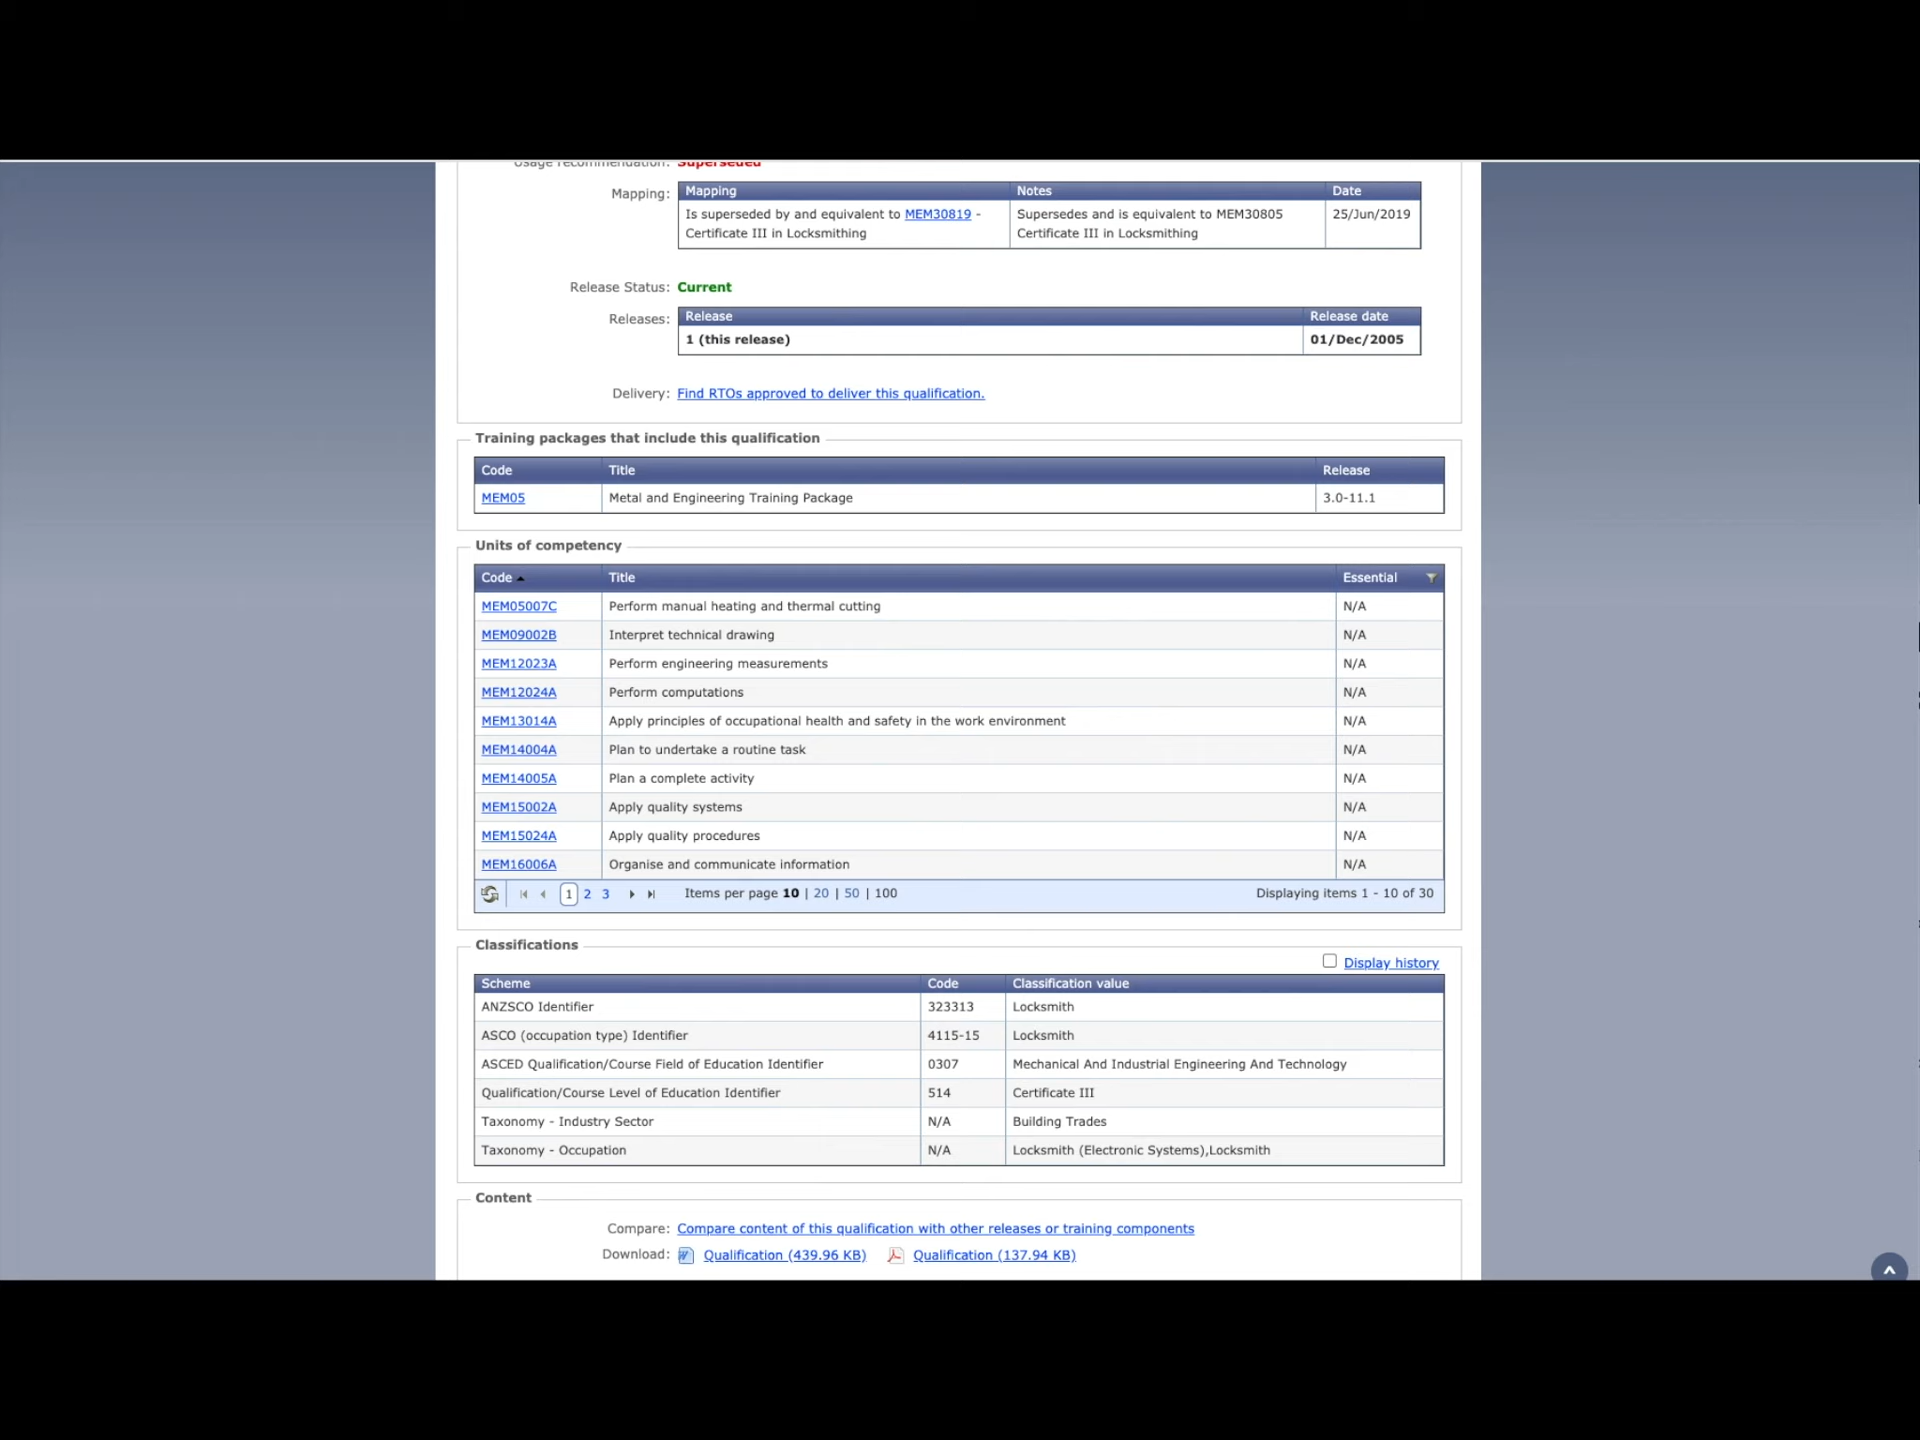 Usage recommendation: Superseded
Mapping:
Mapping Notes Date
Is superseded by and equivalent to MEM30819 - Supersedes and is equivalent to MEM30805 25/Jun/2019
Certificate III in Locksmithing Certificate III in Locksmithing
Release Status: Current
Releases:
Release Release date
1 (this release) 01/Dec/2005
Delivery: Find RTOs approved to deliver this qualification.
Training packages that include this qualification
Code Title Release
MEM05 Metal and Engineering Training Package 3.0-11.1
Units of competency
Code Title Essential
MEM05007C Perform manual heating and thermal cutting N/A
MEM09002B Interpret technical drawing N/A
MEM12023A Perform engineering measurements N/A
MEM12024A Perform computations N/A
MEM13014A Apply principles of occupational health and safety in the work environment N/A
MEM14004A Plan to undertake a routine task N/A
MEM14005A Plan a complete activity N/A
MEM15002A Apply quality systems N/A
MEM15024A Apply quality procedures N/A
MEM16006A Organise and communicate information N/A
1 2 3 Items per page 10 | 20 | 50 | 100 Displaying items 1 - 10 of 30
Classifications
Display history
Scheme Code Classification value
ANZSCO Identifier 323313 Locksmith
ASCO (occupation type) Identifier 4115-15 Locksmith
ASCED Qualification/Course Field of Education Identifier 0307 Mechanical And Industrial Engineering And Technology
Qualification/Course Level of Education Identifier 514 Certificate III
Taxonomy - Industry Sector N/A Building Trades
Taxonomy - Occupation N/A Locksmith (Electronic Systems),Locksmith
Content
Compare: Compare content of this qualification with other releases or training components
Download: Qualification (439.96 KB) Qualification (137.94 KB)